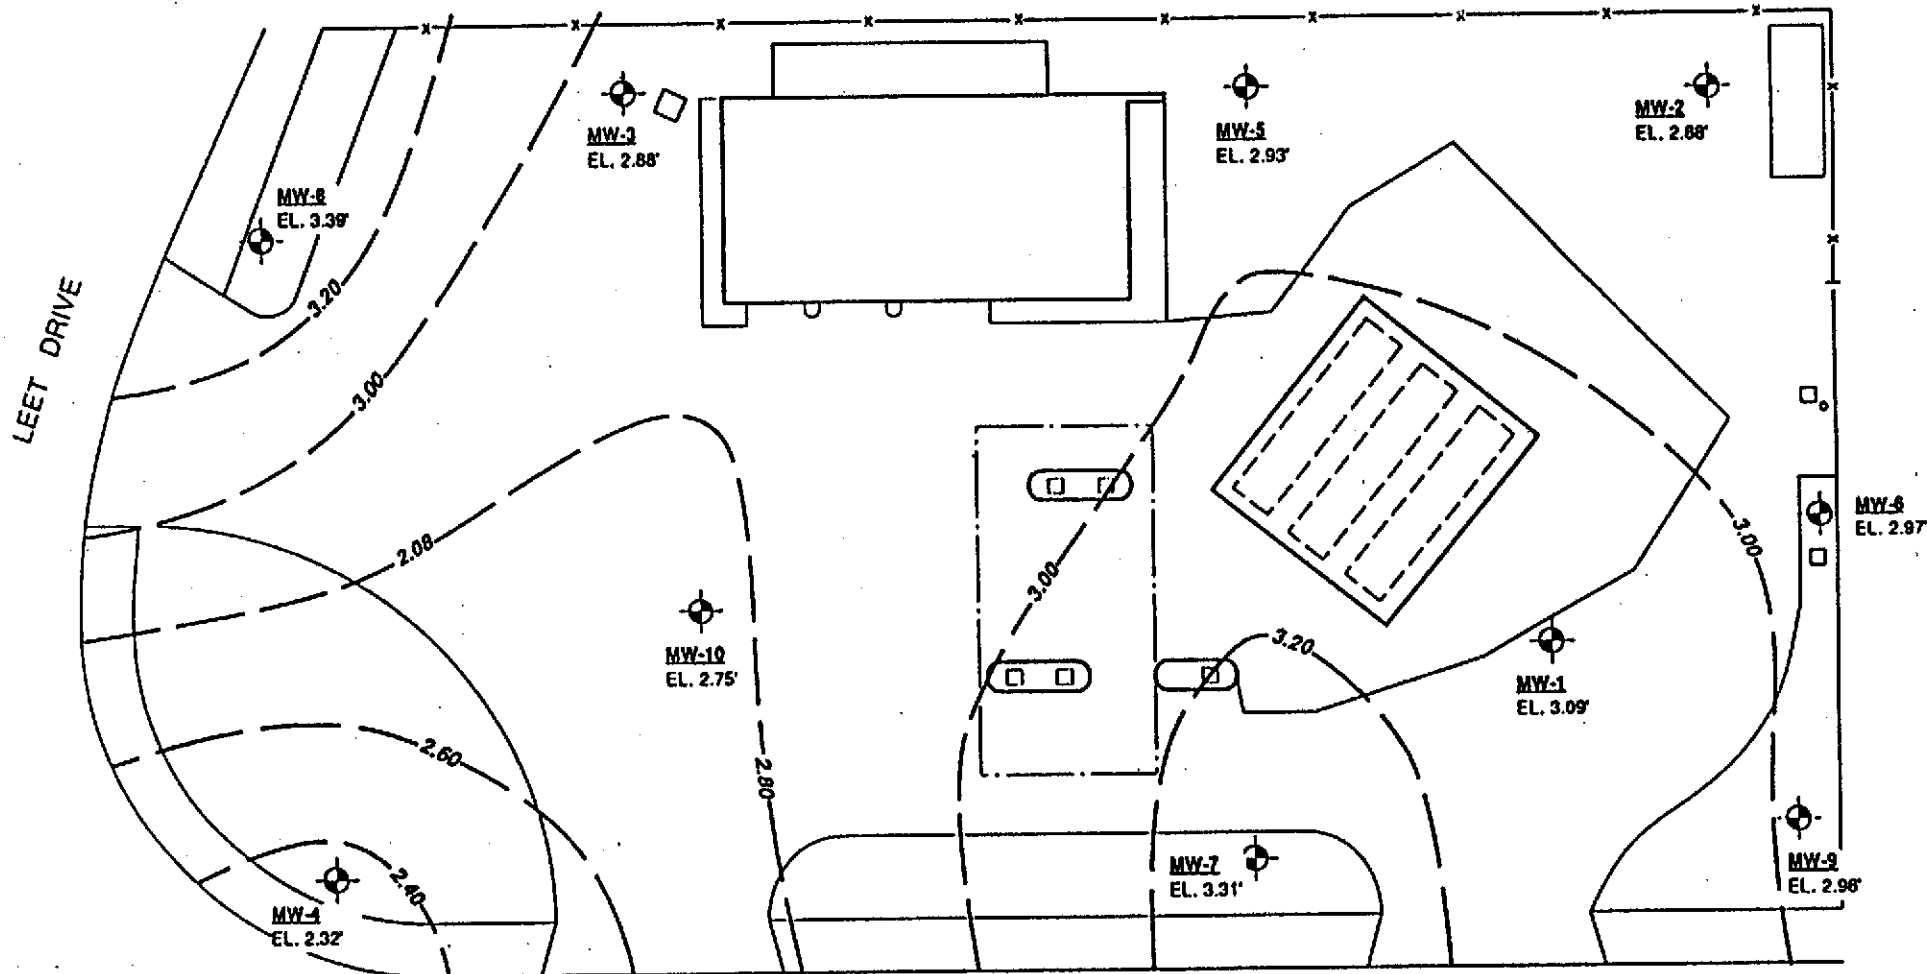 MW-3
EL. 2.88'
MW-5
EL. 2.93'
MW-2
EL. 2.88'
MW-8
EL. 3.39'
LEET DRIVE
3.20
3.00
2.08
3.00
3.00
MW-6
EL. 2.97'
MW-10
EL. 2.75'
3.20
MW-1
EL. 3.09'
2.60
2.80
2.40
MW-4
EL. 2.32'
MW-7
EL. 3.31'
MW-9
EL. 2.98'